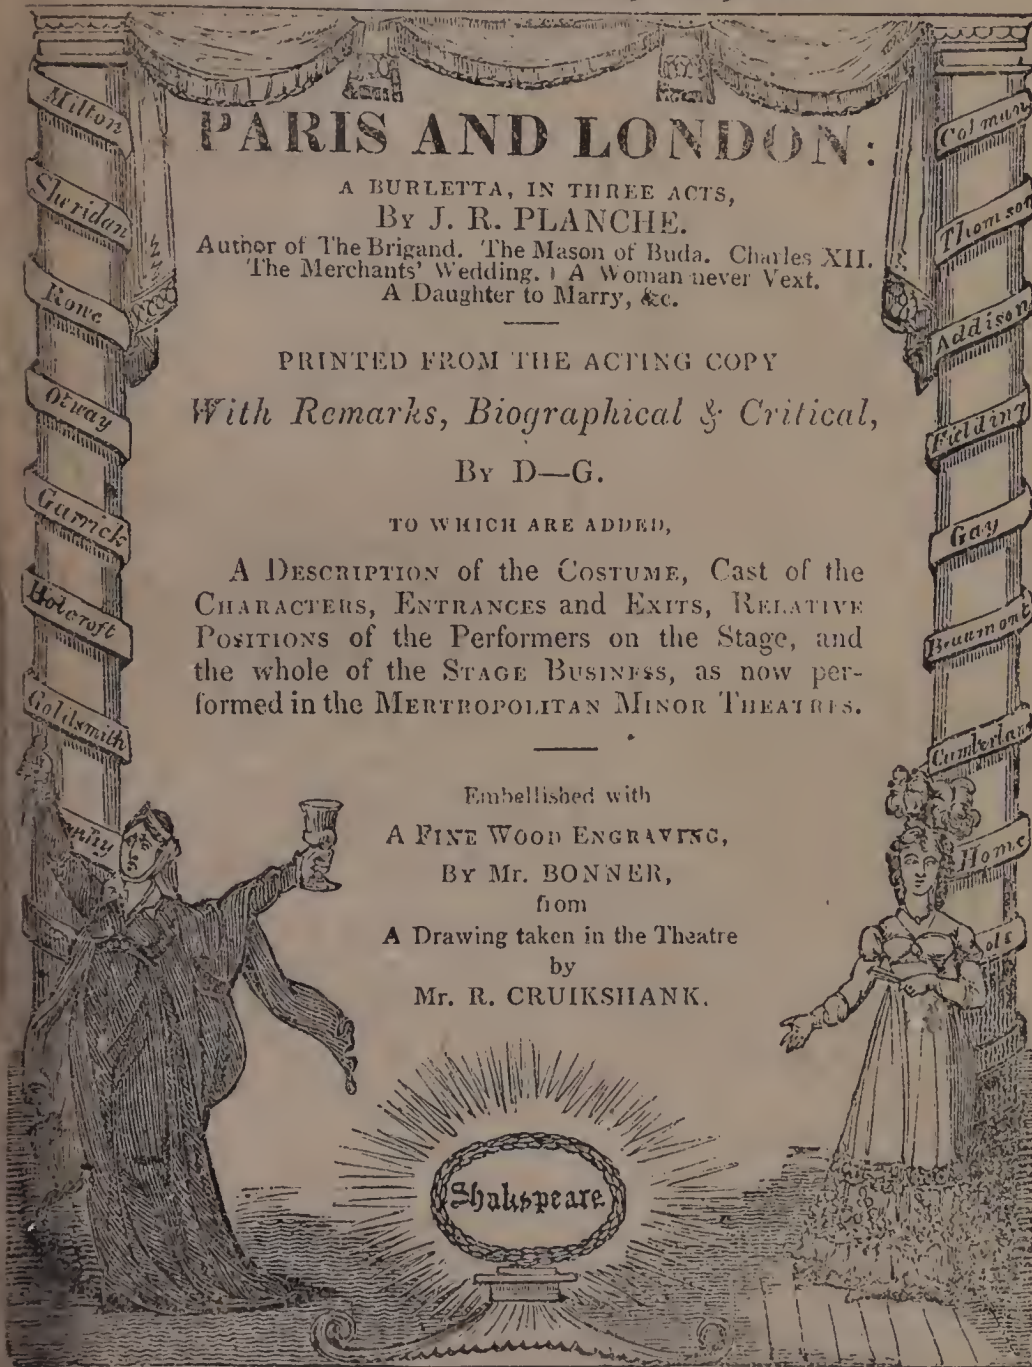 PARIS AND LONDON:
A BURLETTA, IN THREE ACTS,
BY J. R. PLANCHE.
Author of The Brigand. The Mason of Buda. Charles XII.
The Merchants' Wedding. A Woman never Vext.
A Daughter to Marry, &c.
PRINTED FROM THE ACTING COPY
With Remarks, Biographical & Critical,
BY D—G.
TO WHICH ARE ADDED,
A DESCRIPTION of the COSTUME, Cast of the
CHARACTERS, ENTRANCES and EXITS, RELATIVE
POSITIONS of the Performers on the Stage, and
the whole of the STAGE BUSINESS, as now per-
formed in the MERTROPOLITAN MINOR THEATRES.
Embellished with
A FINE WOOD ENGRAVING,
BY Mr. BONNER,
from
A Drawing taken in the Theatre
by
Mr. R. CRUIKSHANK.
Milton
Sheridan
Rowe
Otway
Garrick
Holcroft
Goldsmith
Colman
Thomson
Addison
Fielding
Gay
Beaumont
Cumberland
Home
Shakspeare